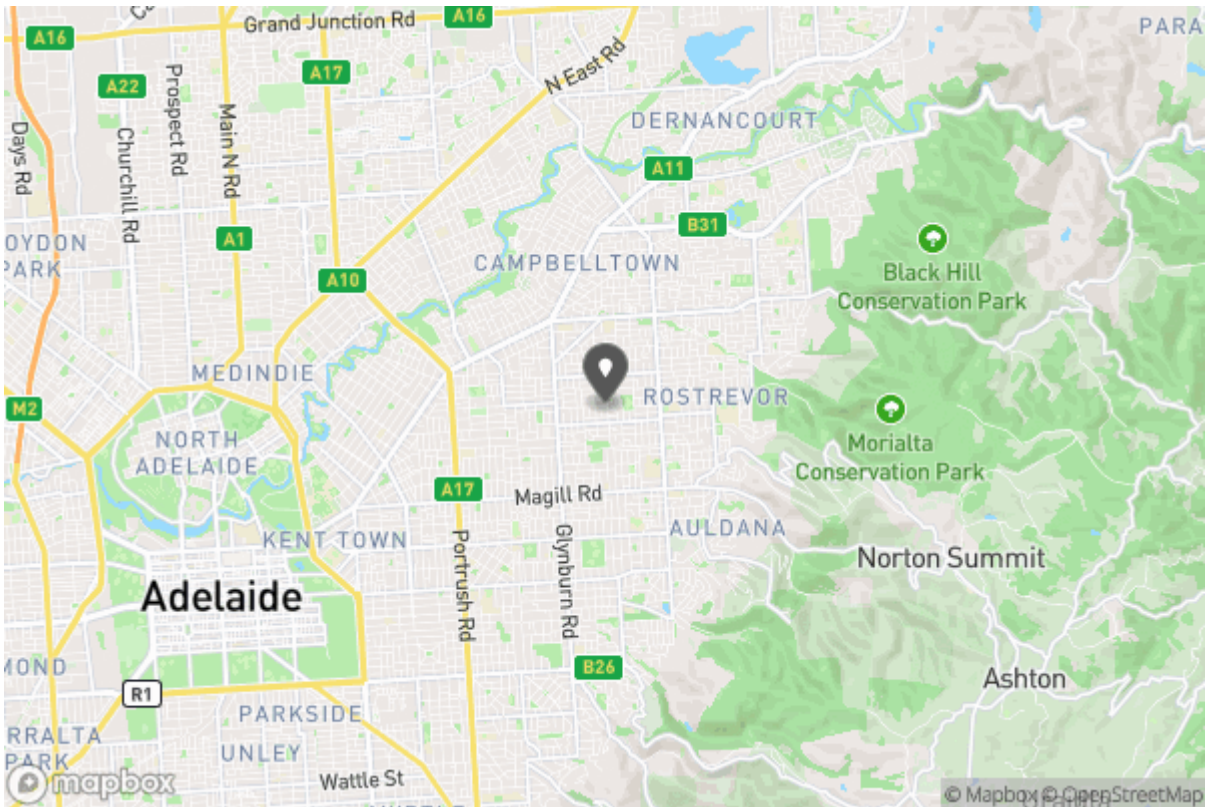 A16
Grand Junction Rd
PARA
A16
A17
N East Rd
A22
Prospect Rd
Main N Rd
Days Rd
Churchill Rd
DERNANCOURT
A11
A1
B31
OYDON
PARK
CAMPBELLTOWN
A10
Black Hill
Conservation Park
MEDINDIE
M2
ROSTREVOR
NORTH
ADELAIDE
Morialta
Conservation Park
A17
Magill Rd
KENT TOWN
AULDANA
Portrush Rd
Glynburn Rd
Norton Summit
Adelaide
MOND
B26
R1
Ashton
PARKSIDE
RRALTA
PARK
UNLEY
Wattle St
mapbox
© Mapbox © OpenStreetMap